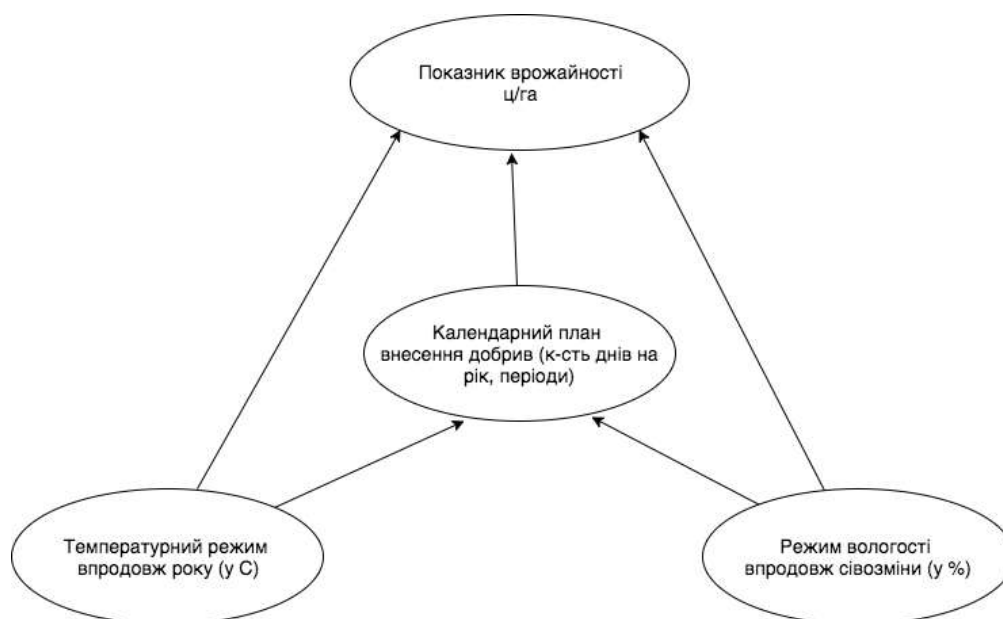 Показник врожайності
ц/га
Календарний план
внесення добрив (к-сть днів на
рік, періоди)
Температурний режим
впродовж року (у С)
Режим вологості
впродовж сівозміни (у %)